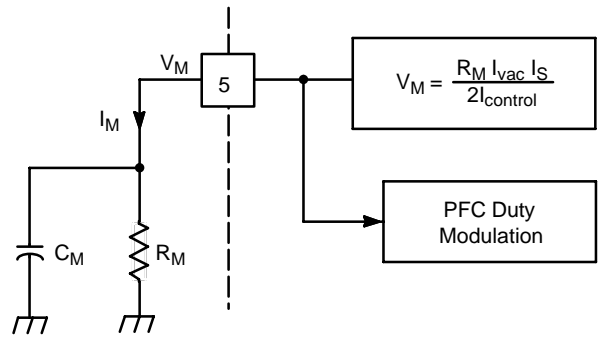 V_M
5
V_M = R_M I_vac I_S / 2I_control
I_M
PFC Duty
Modulation
C_M
R_M